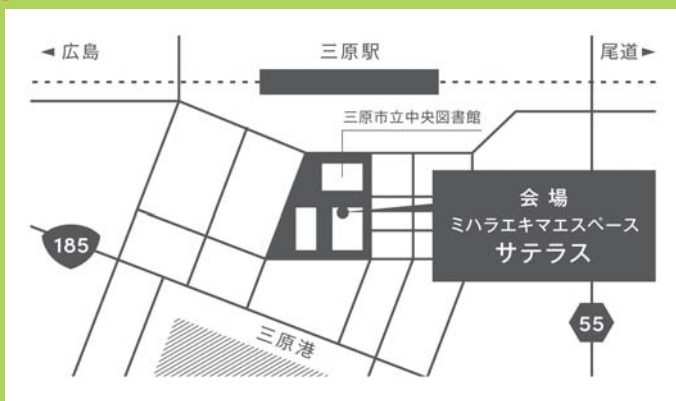 ◄ 広島
三原駅
尾道►
三原市立中央図書館
会場
ミハラエキマエスペース
サテラス
185
55
三原港